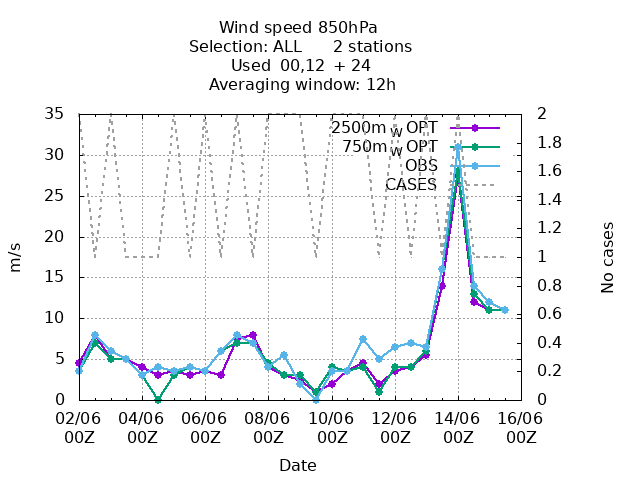 Wind speed 850hPa
Selection: ALL 2 stations
Used 00,12 + 24
Averaging window: 12h
35 2
2500m w OPT
1.8
30 750m w OPT
OBS 1.6
CASES
25 1.4
1.2
20
m/s 1 No cases
15
0.8
10 0.6
0.4
5
0.2
0 0
02/06 04/06 06/06 08/06 10/06 12/06 14/06 16/06
00Z 00Z 00Z 00Z 00Z 00Z 00Z 00Z
Date